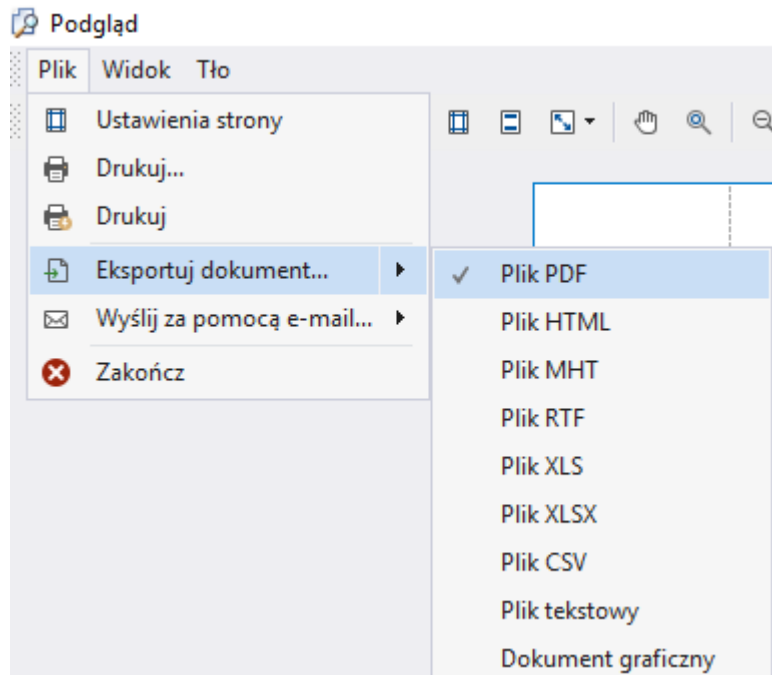 Podgląd
Plik Widok Tło
Ustawienia strony
Drukuj...
Drukuj
Eksportuj dokument...
Wyślij za pomocą e-mail...
Zakończ
Plik PDF
Plik HTML
Plik MHT
Plik RTF
Plik XLS
Plik XLSX
Plik CSV
Plik tekstowy
Dokument graficzny